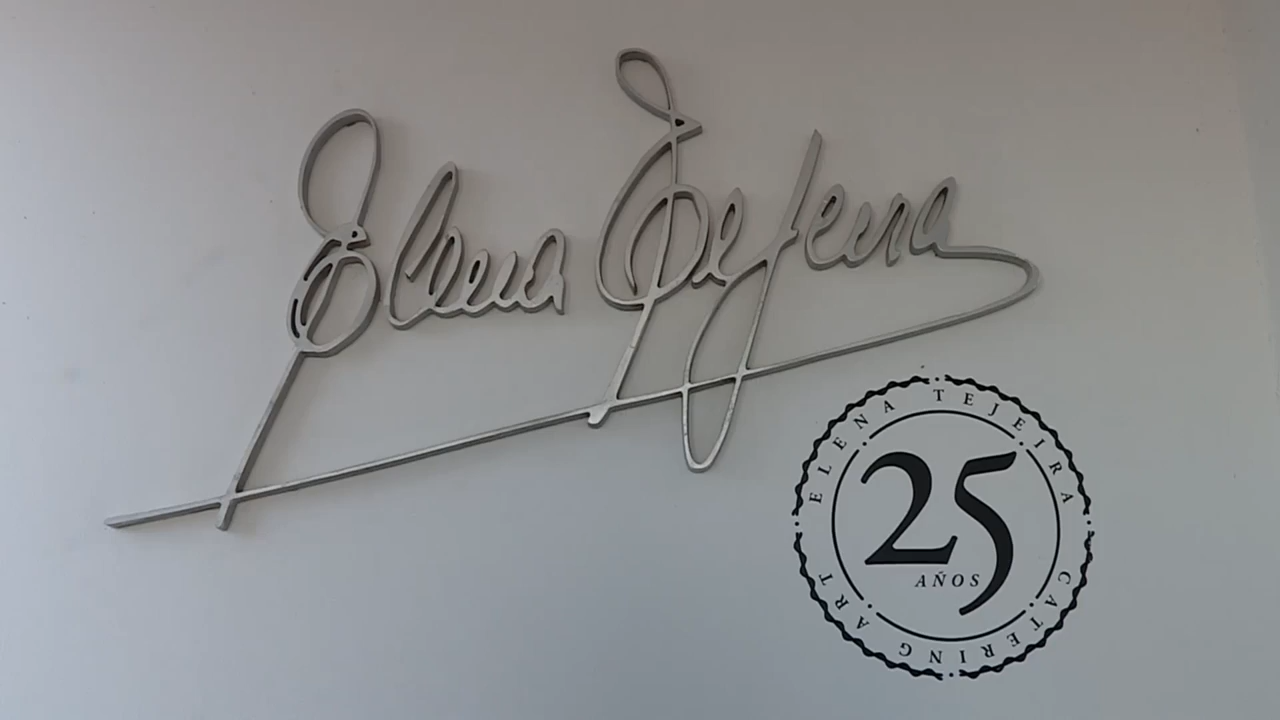 Elena Tejeira
ELENA TEJEIRA
25
AÑOS
CATERING ART